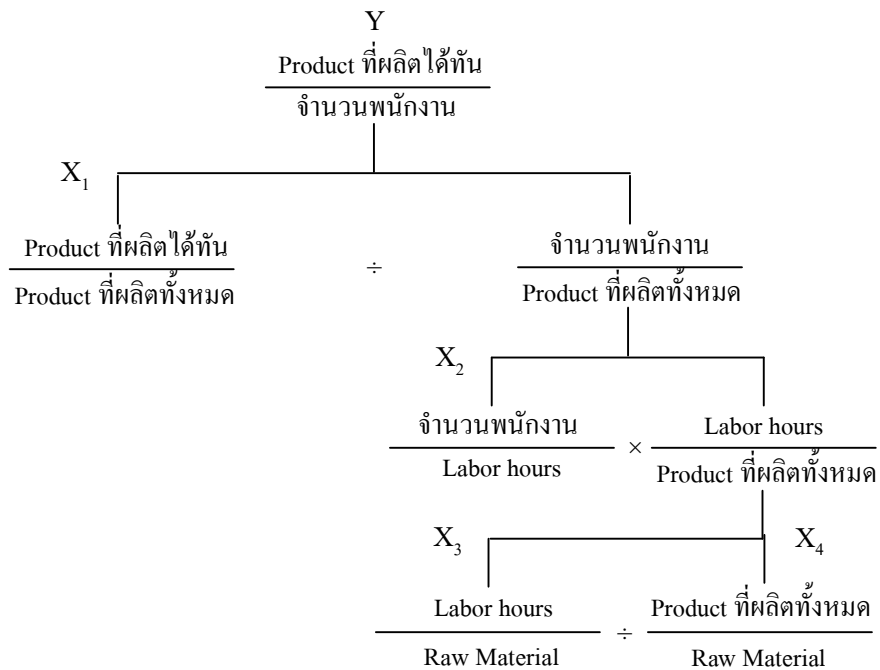 Y
Product ที่ผลิตได้ทัน
จำนวนพนักงาน
X₁
Product ที่ผลิตได้ทัน
Product ที่ผลิตทั้งหมด
÷
จำนวนพนักงาน
Product ที่ผลิตทั้งหมด
X₂
จำนวนพนักงาน
Labor hours
×
Labor hours
Product ที่ผลิตทั้งหมด
X₃
X₄
Labor hours
Raw Material
÷
Product ที่ผลิตทั้งหมด
Raw Material